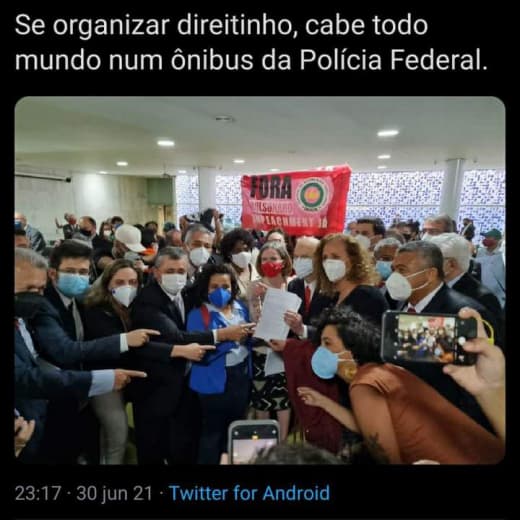 Se organizar direitinho, cabe todo
mundo num ônibus da Polícia Federal.
FORA
BOLSONARO
IMPEACHMENT JÁ
23:17 · 30 jun 21 · Twitter for Android